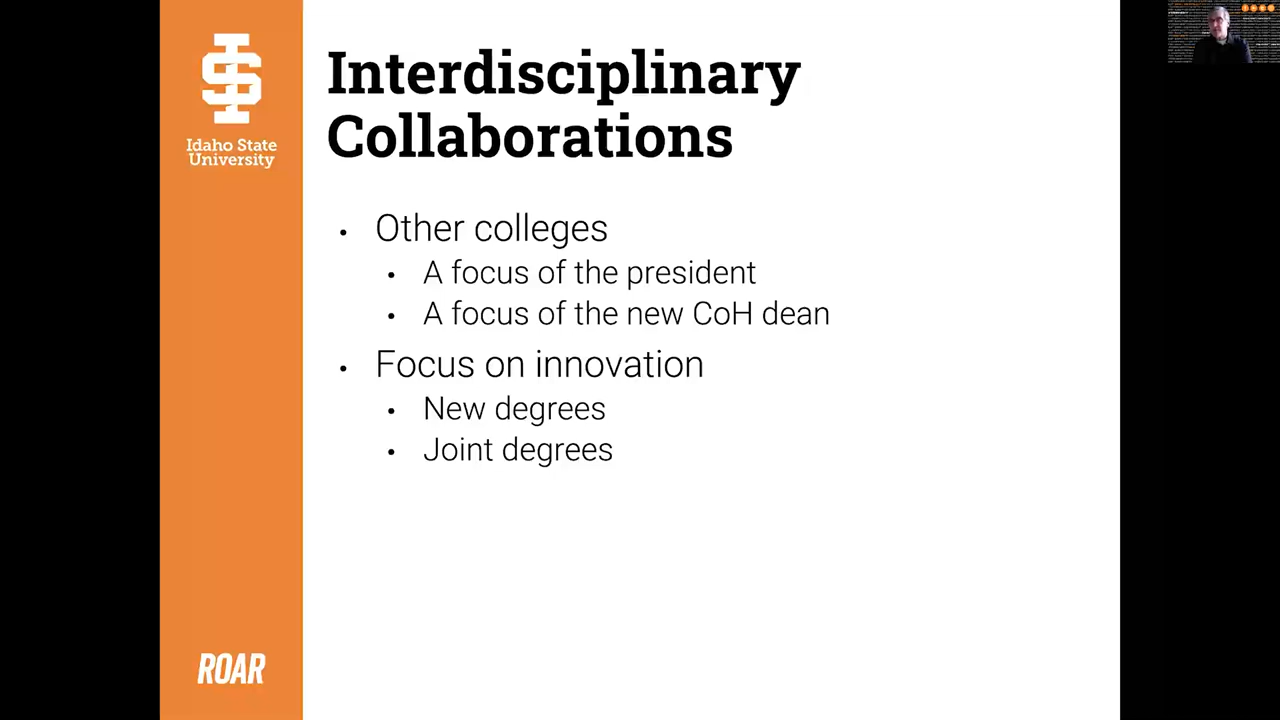 Idaho State
University
Interdisciplinary
Collaborations
• Other colleges
• A focus of the president
• A focus of the new CoH dean
• Focus on innovation
• New degrees
• Joint degrees
ROAR